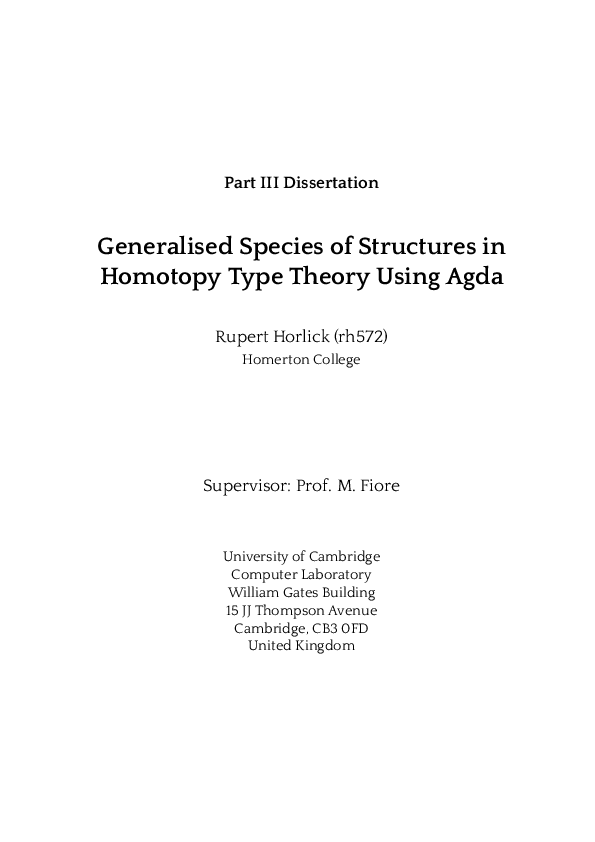 Part III Dissertation
Generalised Species of Structures in
Homotopy Type Theory Using Agda
Rupert Horlick (rh572)
Homerton College
Supervisor: Prof. M. Fiore
University of Cambridge
Computer Laboratory
William Gates Building
15 JJ Thompson Avenue
Cambridge, CB3 0FD
United Kingdom